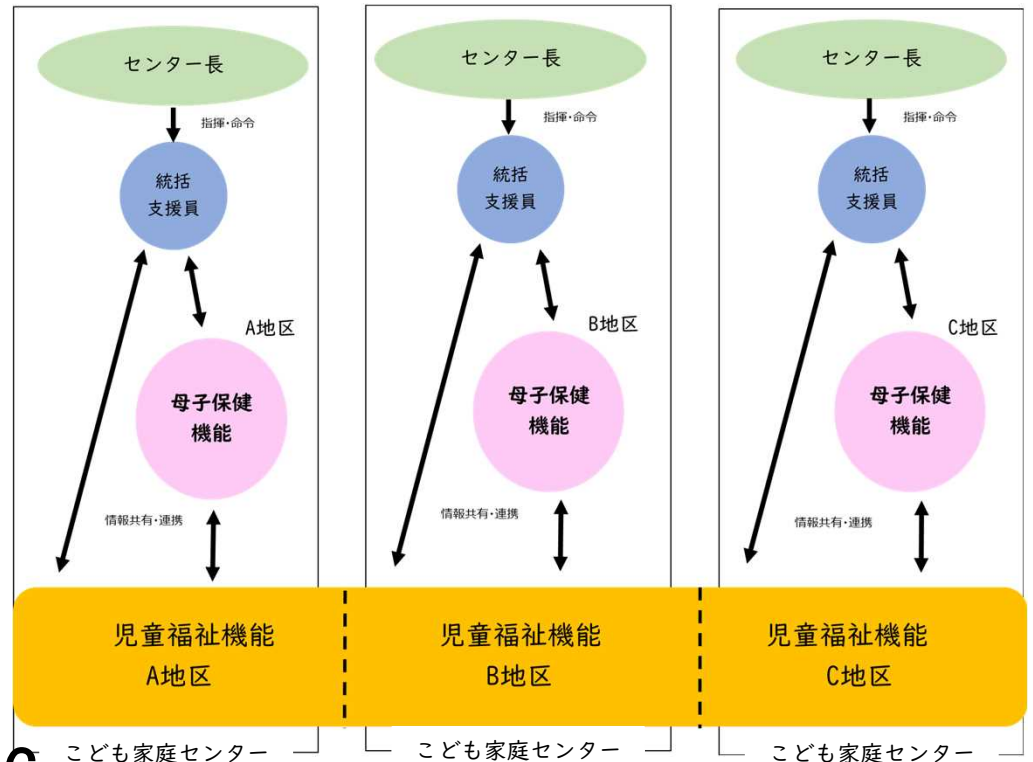 センター長
指揮・命令
統括
支援員
A地区
母子保健
機能
情報共有・連携
児童福祉機能
A地区
こども家庭センター
センター長
指揮・命令
統括
支援員
B地区
母子保健
機能
情報共有・連携
児童福祉機能
B地区
こども家庭センター
センター長
指揮・命令
統括
支援員
C地区
母子保健
機能
情報共有・連携
児童福祉機能
C地区
こども家庭センター